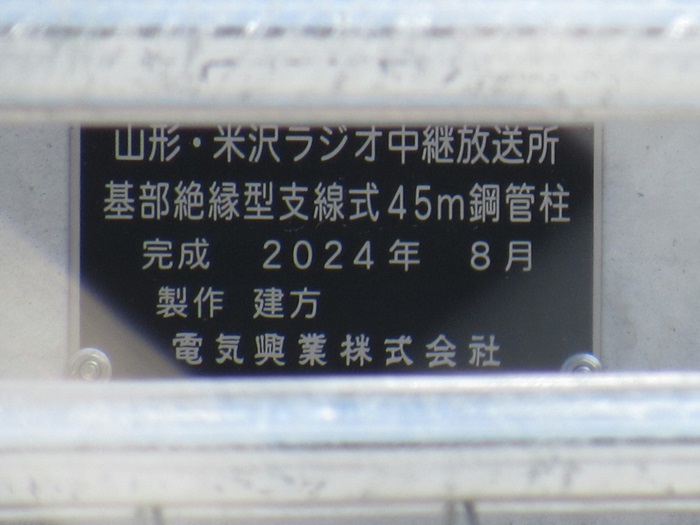 山形・米沢ラジオ中継放送所
基部絶縁型支線式45m鋼管柱
完成 2024年 8月
製作 建方
電気興業株式会社